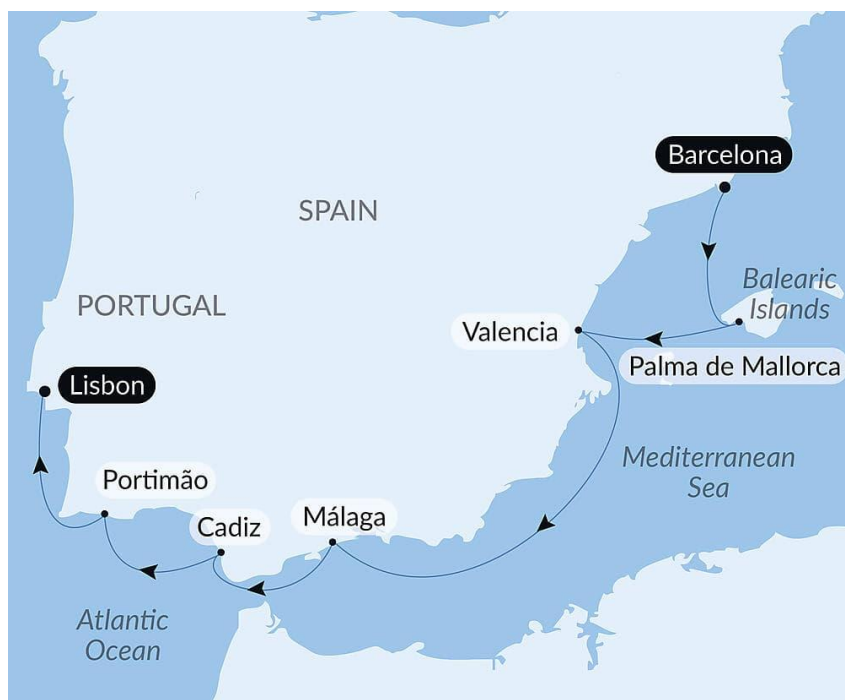 Barcelona
SPAIN
Balearic
Islands
PORTUGAL
Valencia
Palma de Mallorca
Lisbon
Mediterranean
Sea
Portimão
Málaga
Cadiz
Atlantic
Ocean